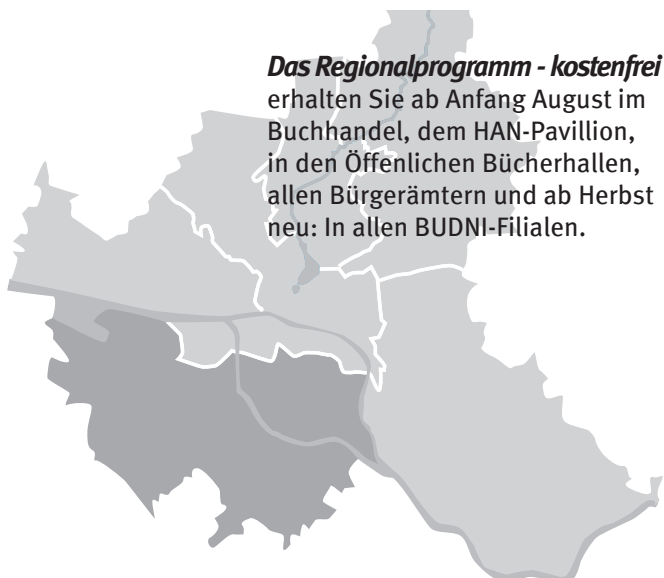 Das Regionalprogramm - kostenfrei
erhalten Sie ab Anfang August im
Buchhandel, dem HAN-Pavillion,
in den Öffenlichen Bücherhallen,
allen Bürgerämtern und ab Herbst
neu: In allen BUDNI-Filialen.